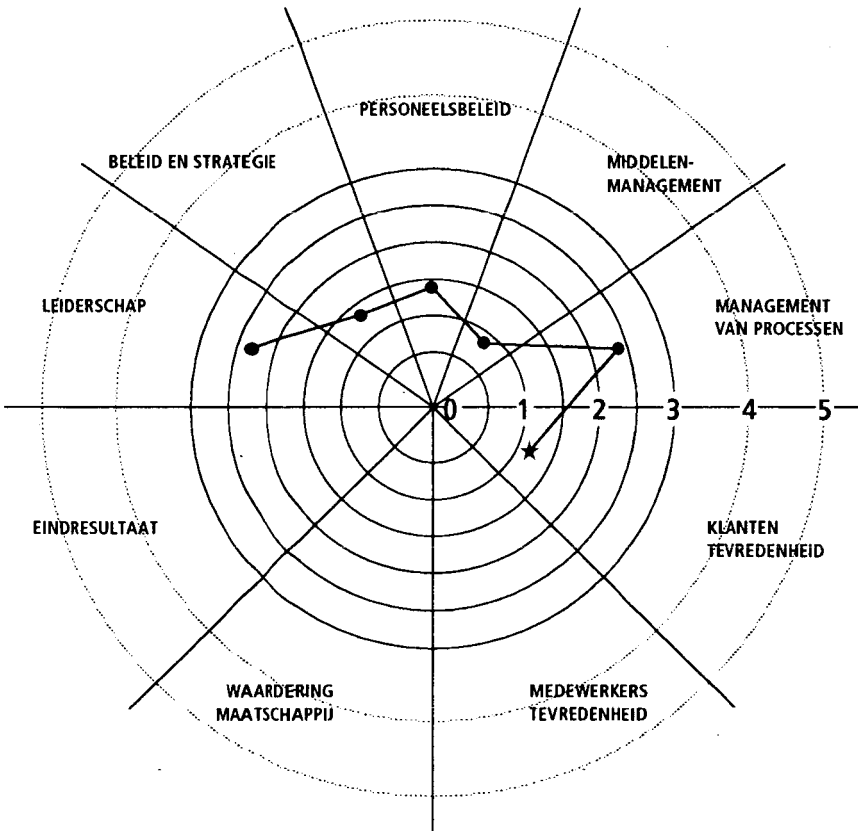 PERSONEELSBELEID
BELEID EN STRATEGIE
MIDDELEN-
MANAGEMENT
LEIDERSCHAP
MANAGEMENT
VAN PROCESSEN
0 1 2 3 4 5
EINDRESULTAAT
KLANTEN
TEVREDENHEID
WAARDERING
MAATSCHAPPIJ
MEDEWERKERS
TEVREDENHEID